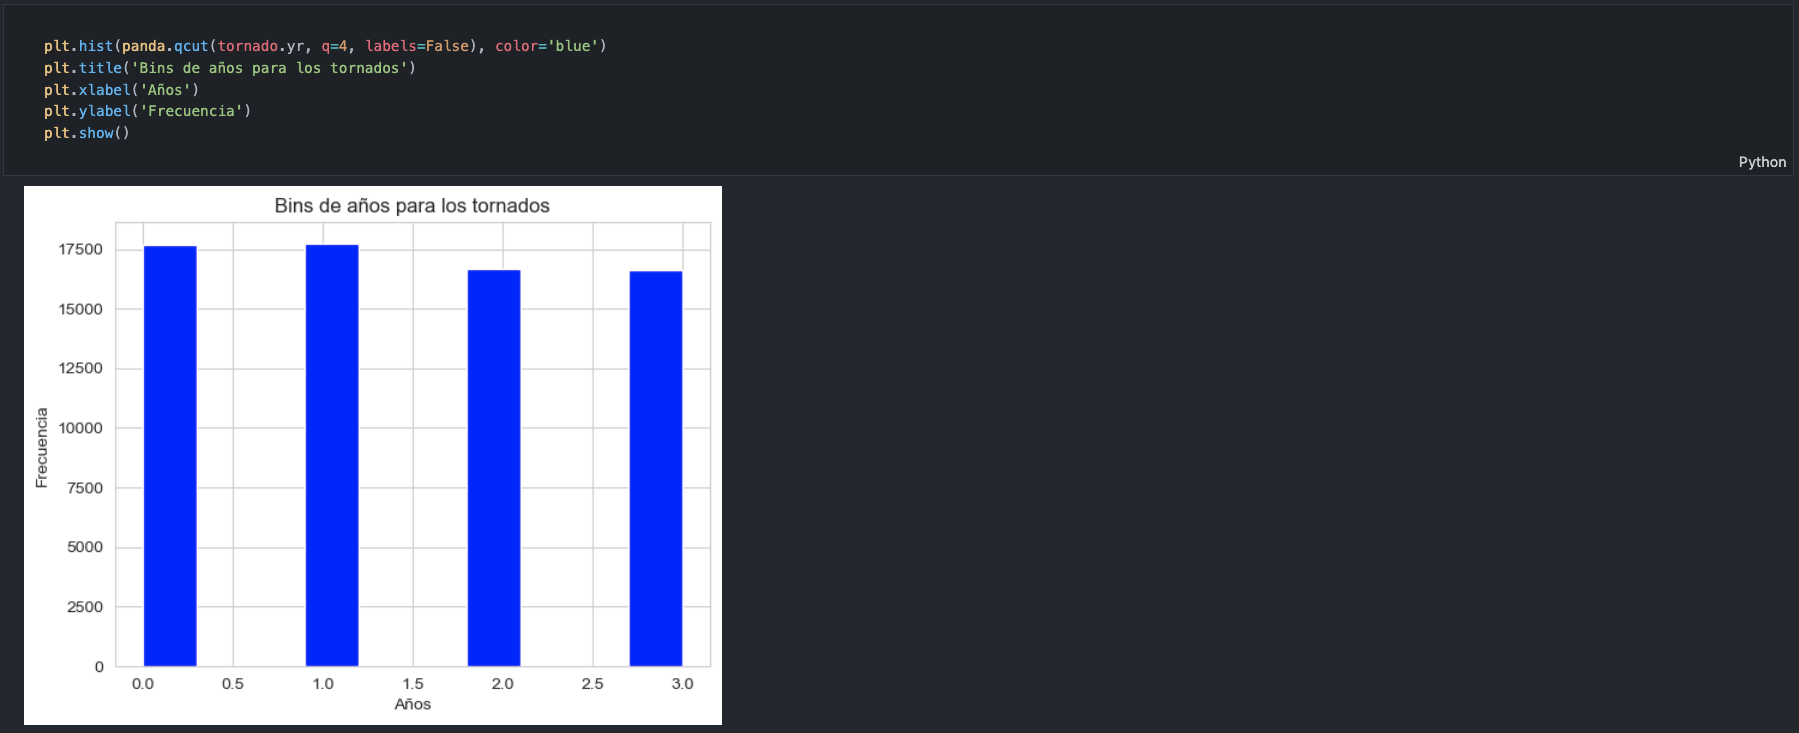 plt.hist(panda.qcut(tornado.yr, q=4, labels=False), color='blue')
plt.title('Bins de años para los tornados')
plt.xlabel('Años')
plt.ylabel('Frecuencia')
plt.show()
Python
Bins de años para los tornados
17500
15000
12500
10000
7500
5000
2500
0
Frecuencia
0.0 0.5 1.0 1.5 2.0 2.5 3.0
Años